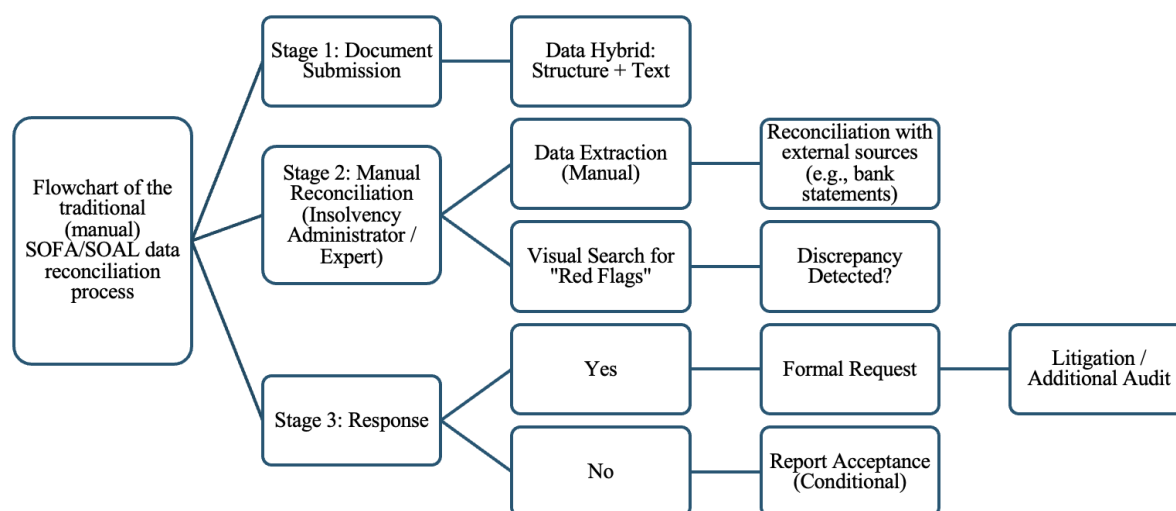 Flowchart of the
traditional
(manual)
SOFA/SOAL data
reconciliation
process
Stage 1: Document
Submission
Data Hybrid:
Structure + Text
Stage 2: Manual
Reconciliation
(Insolvency
Administrator /
Expert)
Data Extraction
(Manual)
Reconciliation with
external sources
(e.g., bank
statements)
Visual Search for
"Red Flags"
Discrepancy
Detected?
Stage 3: Response
Yes
Formal Request
Litigation /
Additional Audit
No
Report Acceptance
(Conditional)